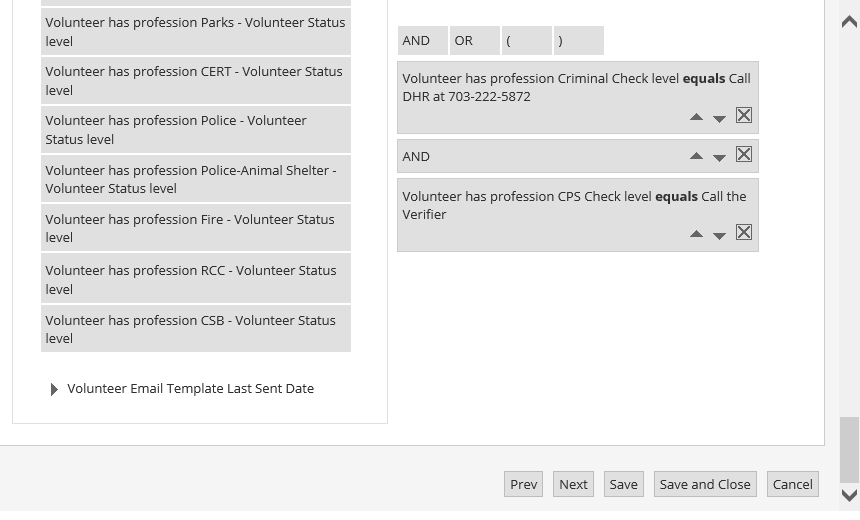 Volunteer has profession Parks - Volunteer Status
level
Volunteer has profession CERT - Volunteer Status
level
Volunteer has profession Police - Volunteer
Status level
Volunteer has profession Police-Animal Shelter -
Volunteer Status level
Volunteer has profession Fire - Volunteer Status
level
Volunteer has profession RCC - Volunteer Status
level
Volunteer has profession CSB - Volunteer Status
level
Volunteer Email Template Last Sent Date
AND OR ( )
Volunteer has profession Criminal Check level equals Call
DHR at 703-222-5872
AND
Volunteer has profession CPS Check level equals Call the
Verifier
Prev Next Save Save and Close Cancel